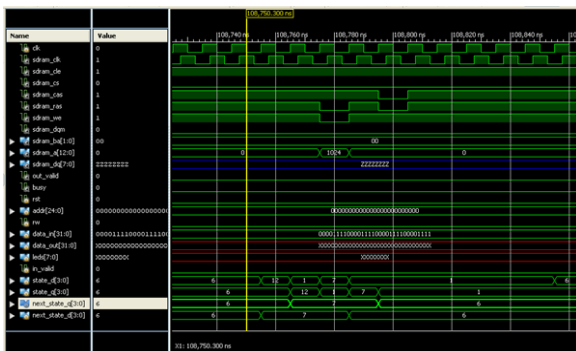 108,750.300 ns
Name Value
108,740 ns 108,760 ns 108,780 ns 108,800 ns 108,820 ns 108,840 ns
clk 0
sdram_clk 1
sdram_cle 1
sdram_cs 0
sdram_cas 1
sdram_ras 1
sdram_we 1
sdram_dqm 0
sdram_ba[1:0] 00 00
sdram_a[12:0] 0 0 1024 0
sdram_dq[7:0] ZZZZZZZZ ZZZZZZZZ
out_valid 0
busy 0
rst 0
addr[24:0]
rw 0
data_in[31:0]
data_out[31:0]
leds[7:0] XXXXXXXX XXXXXXXX
in_valid 0
state_d[3:0] 6 6 12 1 7 1 6
state_q[3:0] 6 6 12 1 7 1
next_state_q[3:0] 6 6 7 6
next_state_d[3:0] 6 6 7 6
X1: 108,750.300 ns